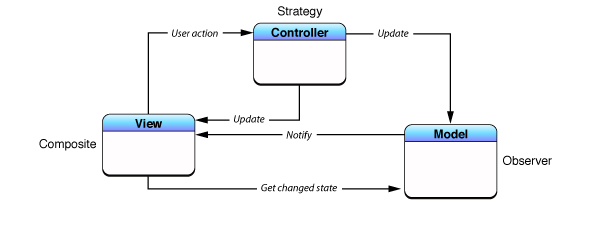 Strategy
Controller
User action
Update
Update
View
Notify
Model
Composite
Observer
Get changed state